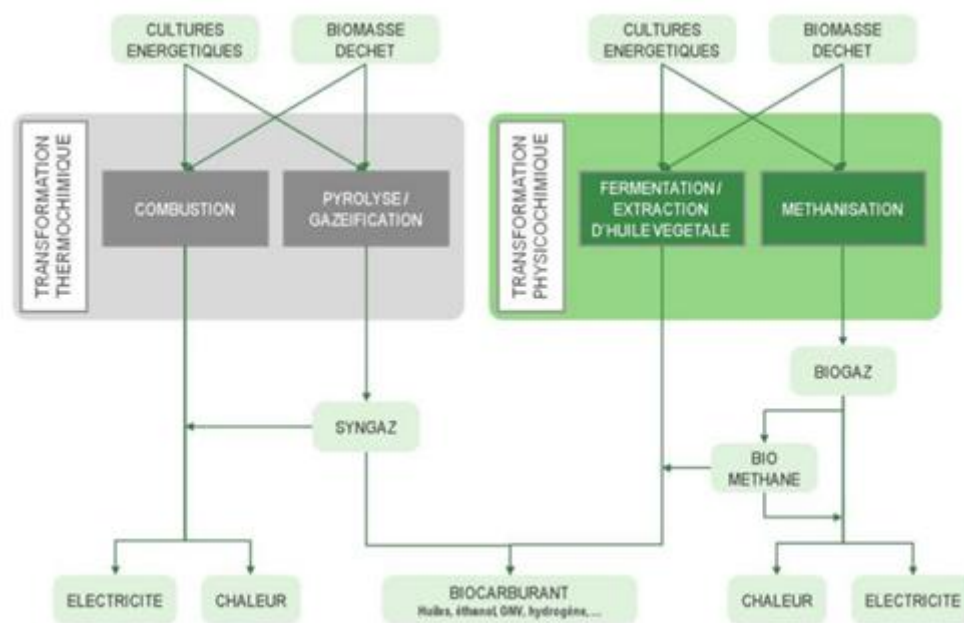 CULTURES
ENERGETIQUES
BIOMASSE
DECHET
CULTURES
ENERGETIQUES
BIOMASSE
DECHET
TRANSFORMATION
THERMOCHIMIQUE
COMBUSTION
PYROLYSE /
GAZEIFICATION
TRANSFORMATION
PHYSICOCHIMIQUE
FERMENTATION /
EXTRACTION
D'HUILE VEGETALE
METHANISATION
BIOGAZ
SYNGAZ
BIO
METHANE
ELECTRICITE
CHALEUR
BIOCARBURANT
Huiles, éthanol, GNV, hydrogène, ...
CHALEUR
ELECTRICITE